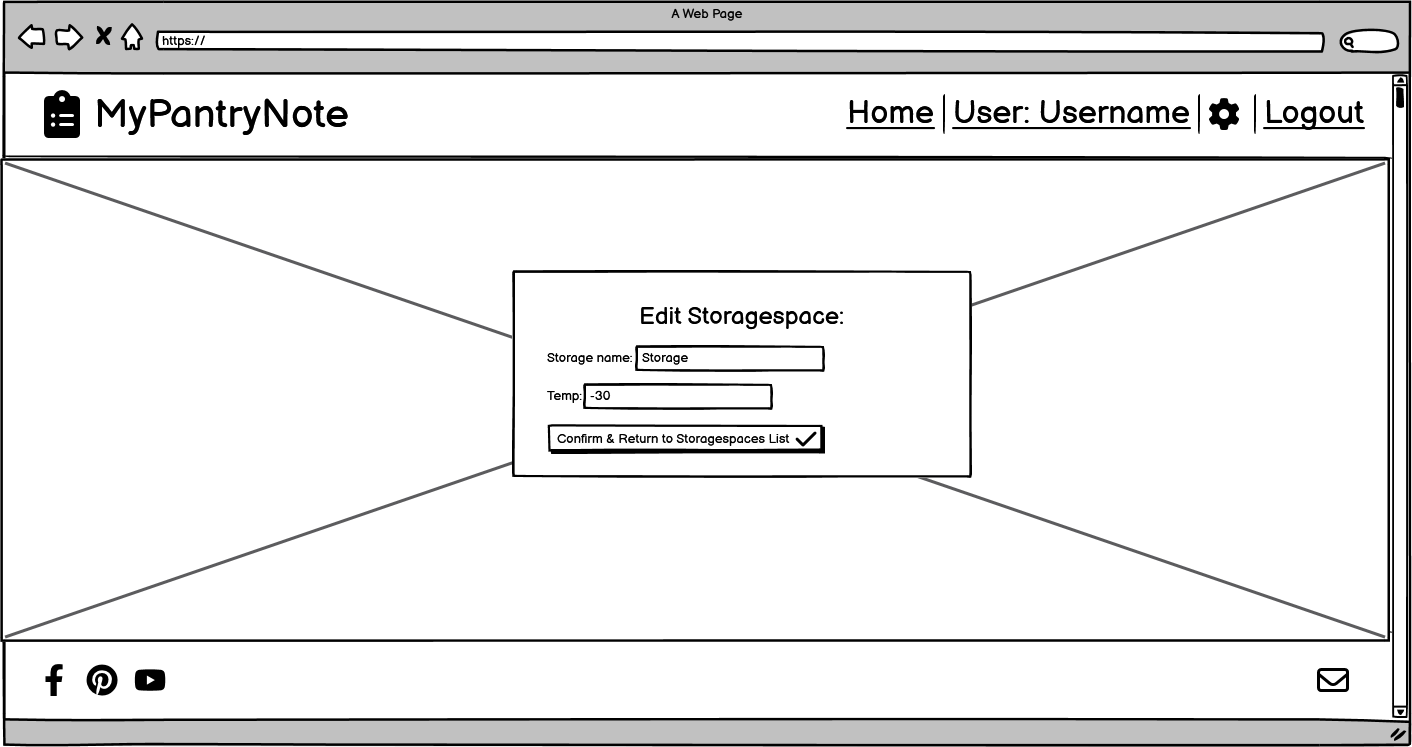 A Web Page
https://
MyPantryNote
Home User: Username Logout
Edit Storagespace:
Storage name: Storage
Temp: -30
Confirm & Return to Storagespaces List